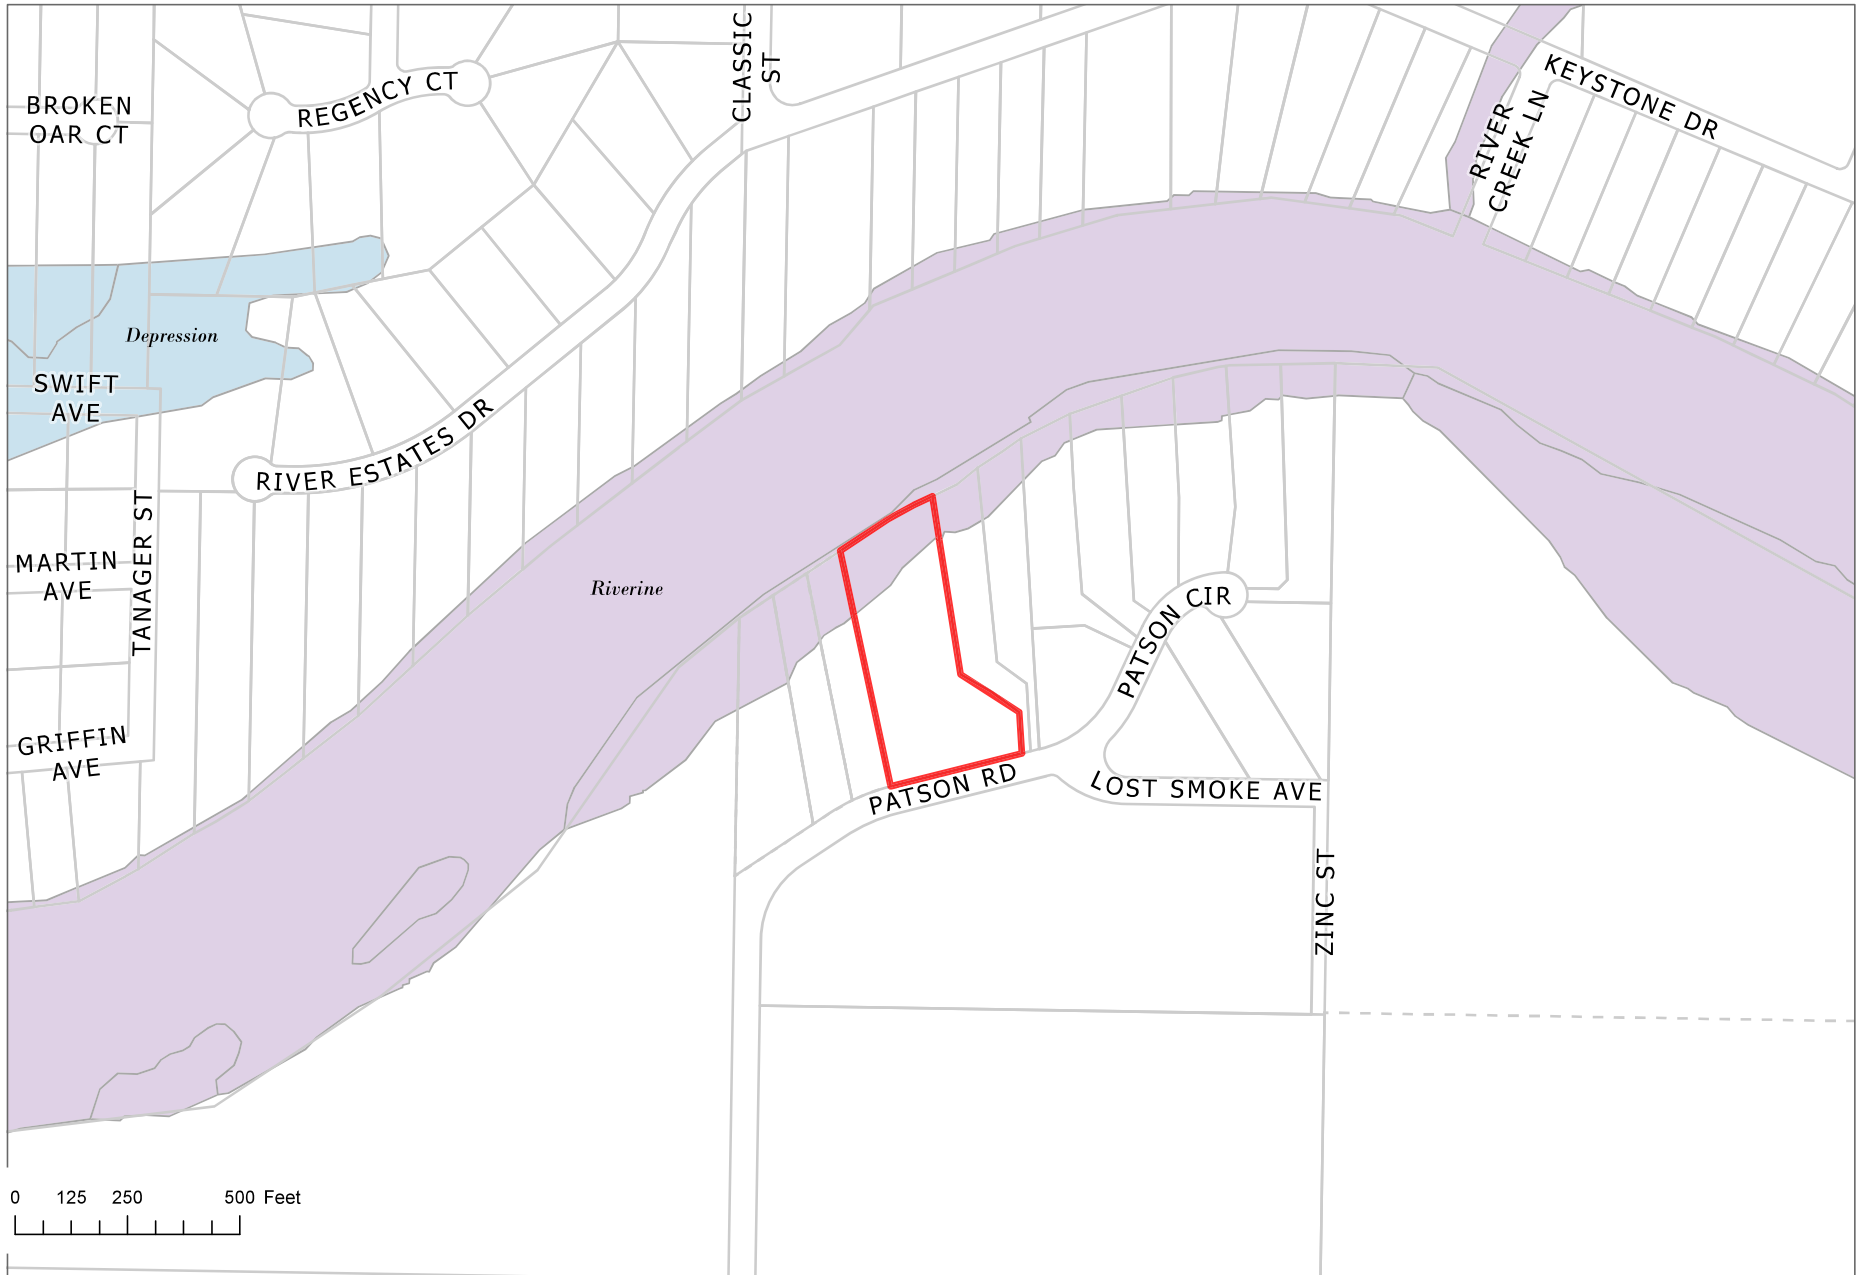 CLASSIC
ST
REGENCY CT
BROKEN
OAR CT
KEYSTONE DR
RIVER
CREEK LN
Depression
SWIFT
AVE
RIVER ESTATES DR
TANAGER ST
MARTIN
AVE
Riverine
PATSON CIR
GRIFFIN
AVE
PATSON RD
LOST SMOKE AVE
ZINC ST
0 125 250 500 Feet